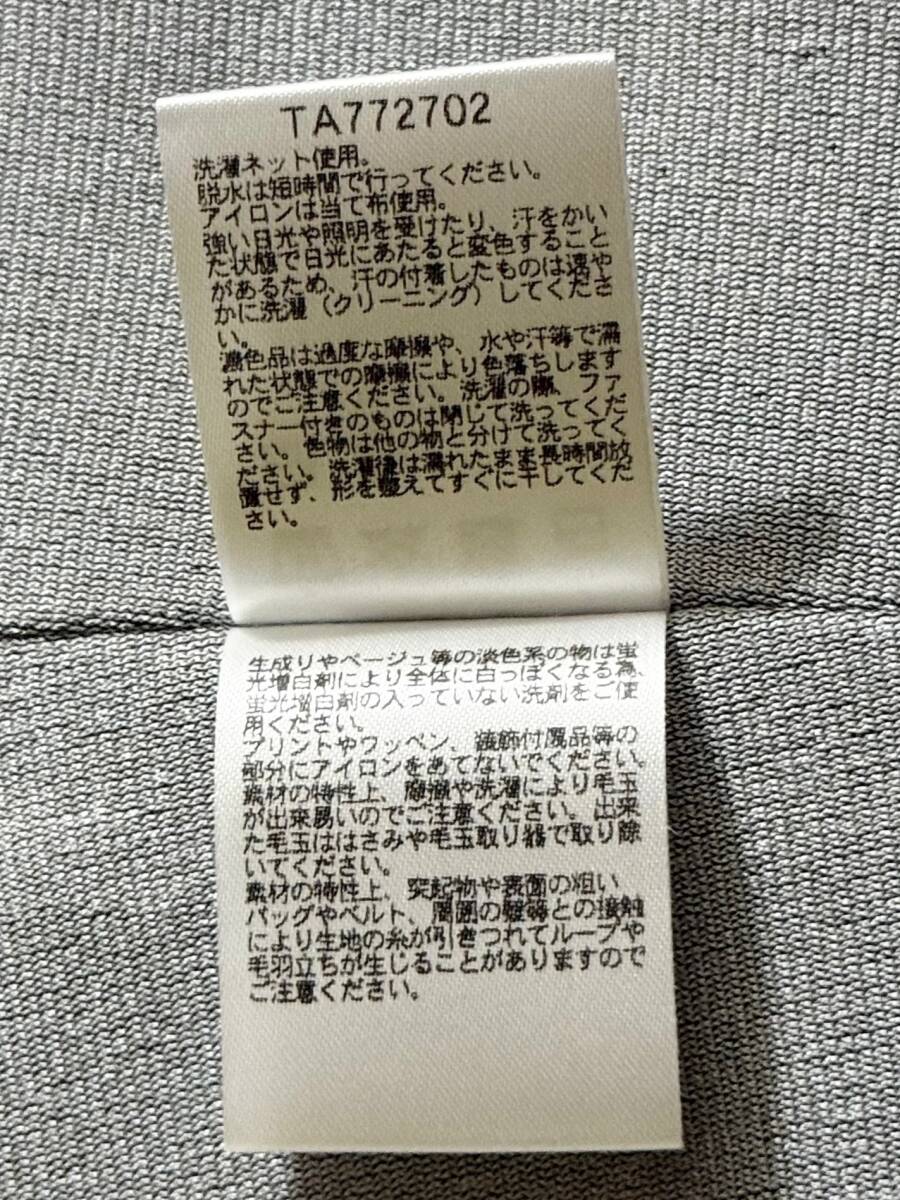 TA772702
洗濯ネット使用。
脱水は短時間で行ってください。
アイロンは当て布使用。
強い日光や照明を受けたり、汗をかい
た状態で日光にあたると変色すること
があるため、汗の付着したものは速や
かに洗濯（クリーニング）してくださ
い。
濃色品は過度な摩擦や、水や汗等で濡
れた状態での摩擦により色落ちします
のでご注意ください。洗濯の際、ファ
スナー付きのものは閉じて洗ってくだ
さい。色物は他の物と分けて洗ってく
ださい。洗濯後は濡れたまま長時間放
置せず、形を整えてすぐに干してくだ
さい。
生成りやベージュ等の淡色系の物は蛍
光増白剤により全体に白っぽくなる為、
蛍光増白剤の入っていない洗剤をご使
用ください。
プリントやワッペン、装飾付属品等の
部分にアイロンをあてないでください。
素材の特性上、摩擦や洗濯により毛玉
が出来易いのでご注意ください。出来
た毛玉ははさみや毛玉取り器で取り除
いてください。
素材の特性上、突起物や表面の粗い
バッグやベルト、周囲の壁等との接触
により生地の糸が引きつれてループや
毛羽立ちが生じることがありますので
ご注意ください。